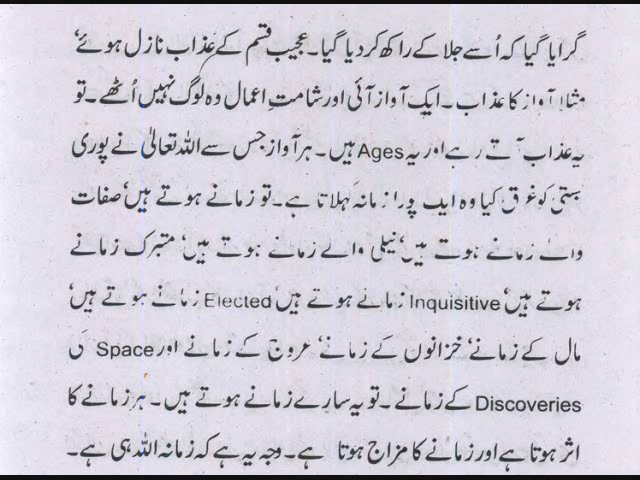 گرایا گیا کہ اُسے جلا کے راکھ کر دیا گیا۔ عجیب قسم کے عذاب نازل ہوئے،
مثلاً آواز کا عذاب۔ ایک آواز آئی اور شامتِ اعمال وہ لوگ نہیں اُٹھے۔ تو
یہ عذاب آتے رہے اور یہ Ages ہیں۔ ہر آواز جس سے اللہ تعالیٰ نے پوری
بستی کو غرق کیا وہ ایک پورا زمانہ کہلاتا ہے۔ تو زمانے ہوتے ہیں، صفات
والے زمانے ہوتے ہیں، نیکی والے زمانے ہوتے ہیں، متبرک زمانے
ہوتے ہیں، Inquisitive زمانے ہوتے ہیں، Elected زمانے ہوتے ہیں،
مال کے زمانے، خزانوں کے زمانے، عروج کے زمانے اور Space کی
Discoveries کے زمانے۔ تو یہ سارے زمانے ہوتے ہیں۔ ہر زمانے کا
اثر ہوتا ہے اور زمانے کا مزاج ہوتا ہے۔ وجہ یہ ہے کہ زمانہ اللہ ہی ہے۔